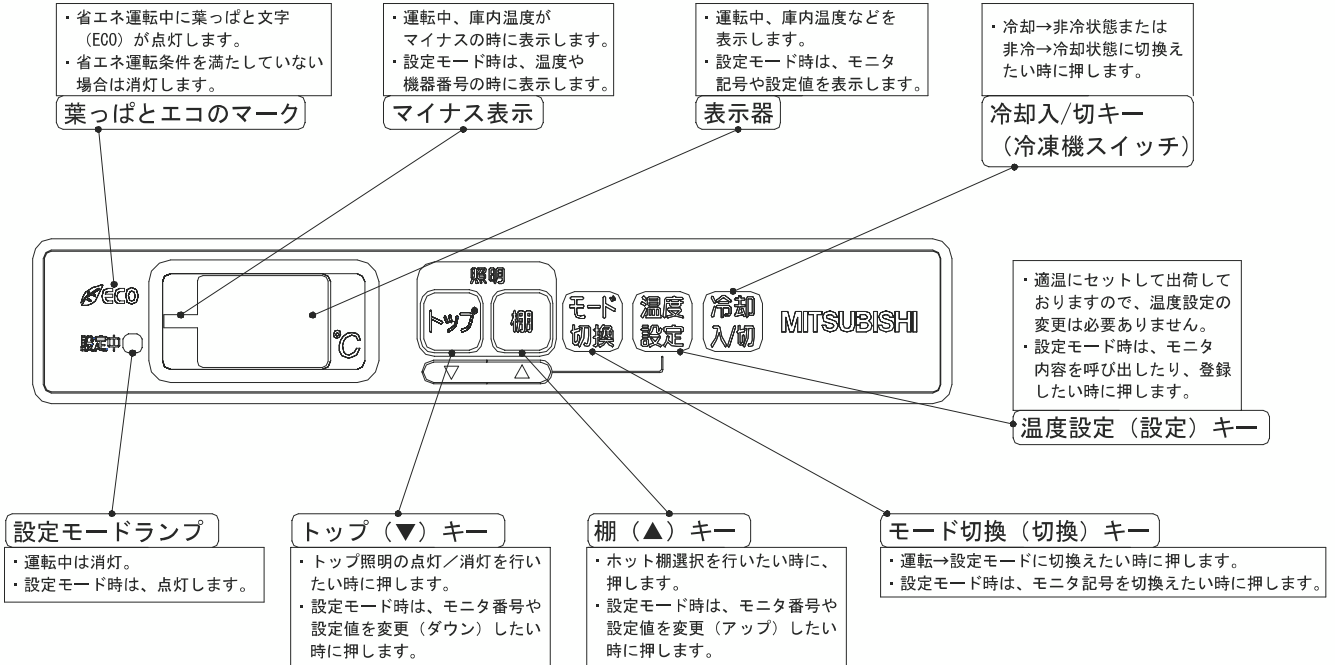 ・省エネ運転中に葉っぱと文字
（ECO）が点灯します。
・省エネ運転条件を満たしていない
場合は消灯します。
葉っぱとエコのマーク
・運転中、庫内温度が
マイナスの時に表示します。
・設定モード時は、温度や
機器番号の時に表示します。
マイナス表示
・運転中、庫内温度などを
表示します。
・設定モード時は、モニタ
記号や設定値を表示します。
表示器
・冷却→非冷状態または
非冷→冷却状態に切換え
たい時に押します。
冷却入/切キー
（冷凍機スイッチ）
ECO
設定中
℃
照明
トップ
棚
▽
△
モード
切換
温度
設定
冷却
入/切
MITSUBISHI
・適温にセットして出荷して
おりますので、温度設定の
変更は必要ありません。
・設定モード時は、モニタ
内容を呼び出したり、登録
したい時に押します。
温度設定（設定）キー
設定モードランプ
・運転中は消灯。
・設定モード時は、点灯します。
トップ（▼）キー
・トップ照明の点灯／消灯を行い
たい時に押します。
・設定モード時は、モニタ番号や
設定値を変更（ダウン）したい
時に押します。
棚（▲）キー
・ホット棚選択を行いたい時に、
押します。
・設定モード時は、モニタ番号や
設定値を変更（アップ）したい
時に押します。
モード切換（切換）キー
・運転→設定モードに切換えたい時に押します。
・設定モード時は、モニタ記号を切換えたい時に押します。